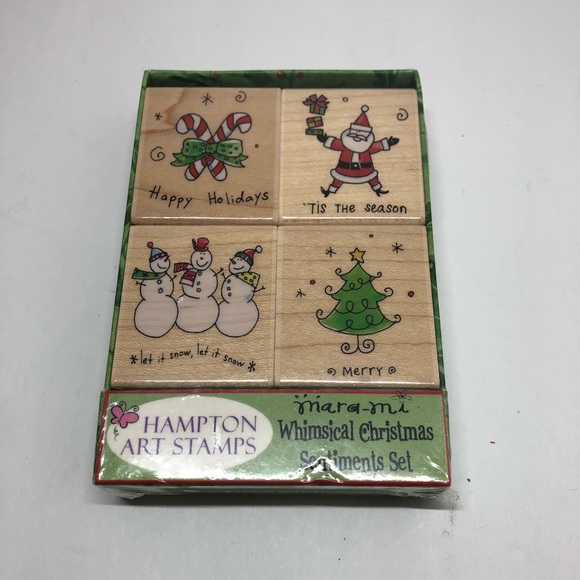 Happy Holidays
'TIS THE SEASON
*let it snow, let it snow*
MERRY
HAMPTON
ART STAMPS
mara-mi
Whimsical Christmas
Sentiments Set